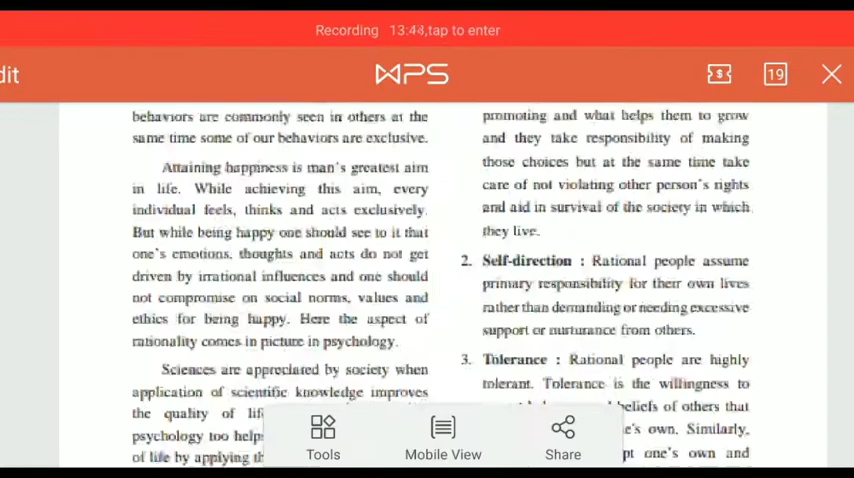 Recording 13:43,tap to enter
dit
WPS
$
19
behaviors are commonly seen in others at the
same time some of our behaviors are exclusive.
Attaining happiness is man's greatest aim
in life. While achieving this aim, every
individual feels, thinks and acts exclusively.
But while being happy one should see to it that
one's emotions, thoughts and acts do not get
driven by irrational influences and one should
not compromise on social norms, values and
ethics for being happy. Here the aspect of
rationality comes in picture in psychology.
Sciences are appreciated by society when
application of scientific knowledge improves
the quality of
psychology too
of life by applying
promoting and what helps them to grow
and they take responsibility of making
those choices but at the same time take
care of not violating other person's rights
and aid in survival of the society in which
they live.
2. Self-direction : Rational people assume
primary responsibility for their own lives
rather than demanding or needing excessive
support or nurturance from others.
3. Tolerance : Rational people are highly
tolerant. Tolerance is the willingness to
beliefs of others that
own. Similarly,
one's own and
Tools
Mobile View
Share